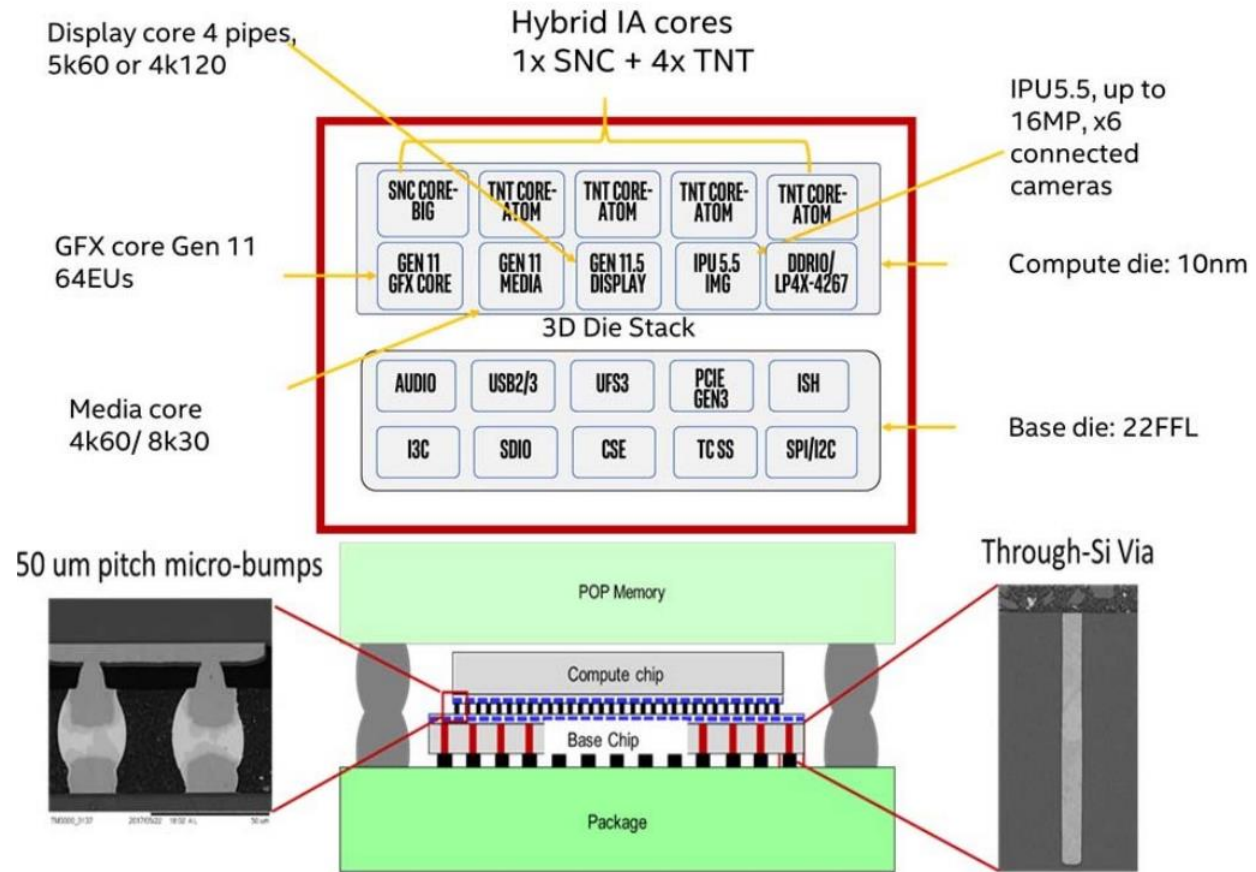 Display core 4 pipes,
5k60 or 4k120
Hybrid IA cores
1x SNC + 4x TNT
IPU5.5, up to
16MP, x6
connected
cameras
SNC CORE-
BIG
TNT CORE-
ATOM
TNT CORE-
ATOM
TNT CORE-
ATOM
TNT CORE-
ATOM
GFX core Gen 11
64EUs
GEN 11
GFX CORE
GEN 11
MEDIA
GEN 11.5
DISPLAY
IPU 5.5
IMG
DDRIO/
LP4X-4267
Compute die: 10nm
3D Die Stack
Media core
4k60/ 8k30
AUDIO
USB2/3
UFS3
PCIE
GEN3
ISH
I3C
SDIO
CSE
TC SS
SPI/I2C
Base die: 22FFL
50 um pitch micro-bumps
Through-Si Via
POP Memory
Compute chip
Base Chip
Package
50 um